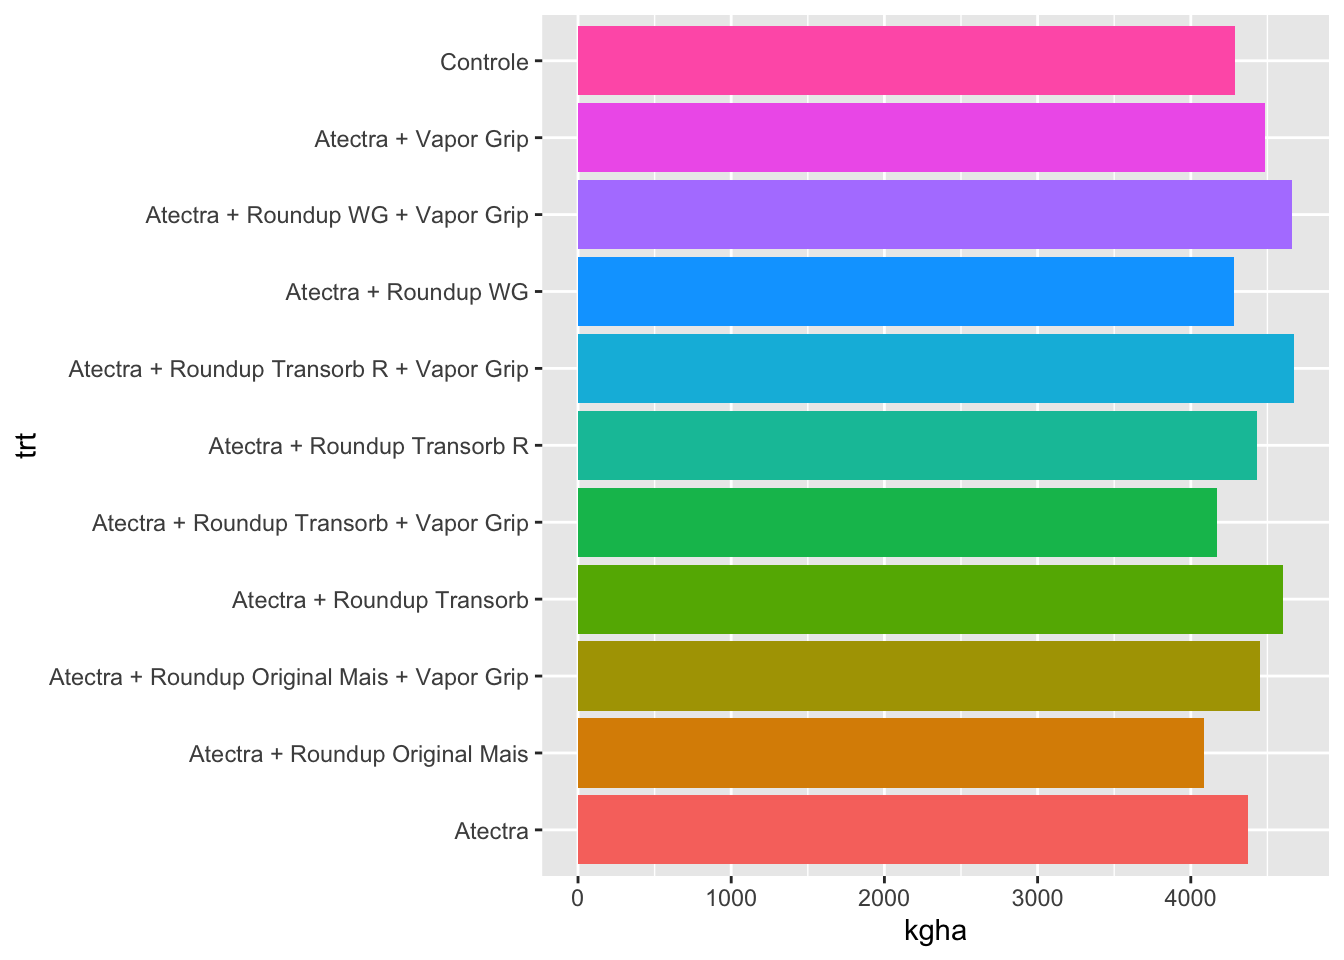 Controle
Atectra + Vapor Grip
Atectra + Roundup WG + Vapor Grip
Atectra + Roundup WG
Atectra + Roundup Transorb R + Vapor Grip
Atectra + Roundup Transorb R
Atectra + Roundup Transorb + Vapor Grip
Atectra + Roundup Transorb
Atectra + Roundup Original Mais + Vapor Grip
Atectra + Roundup Original Mais
Atectra
trt
0 1000 2000 3000 4000
kgha